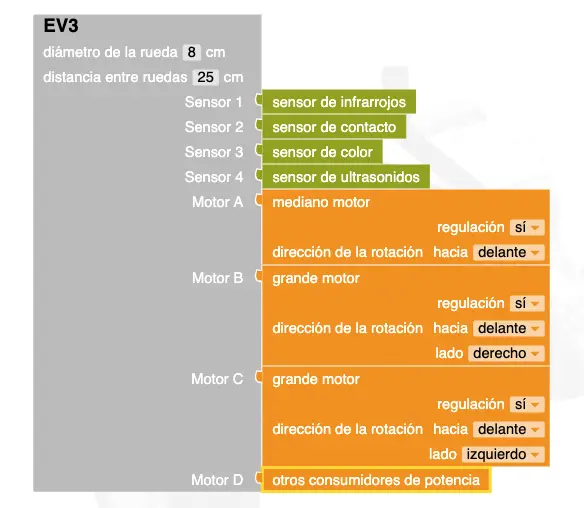 EV3
diámetro de la rueda 8 cm
distancia entre ruedas 25 cm
Sensor 1 sensor de infrarrojos
Sensor 2 sensor de contacto
Sensor 3 sensor de color
Sensor 4 sensor de ultrasonidos
Motor A mediano motor
regulación sí
dirección de la rotación hacia delante
Motor B grande motor
regulación sí
dirección de la rotación hacia delante
lado derecho
Motor C grande motor
regulación sí
dirección de la rotación hacia delante
lado izquierdo
Motor D otros consumidores de potencia